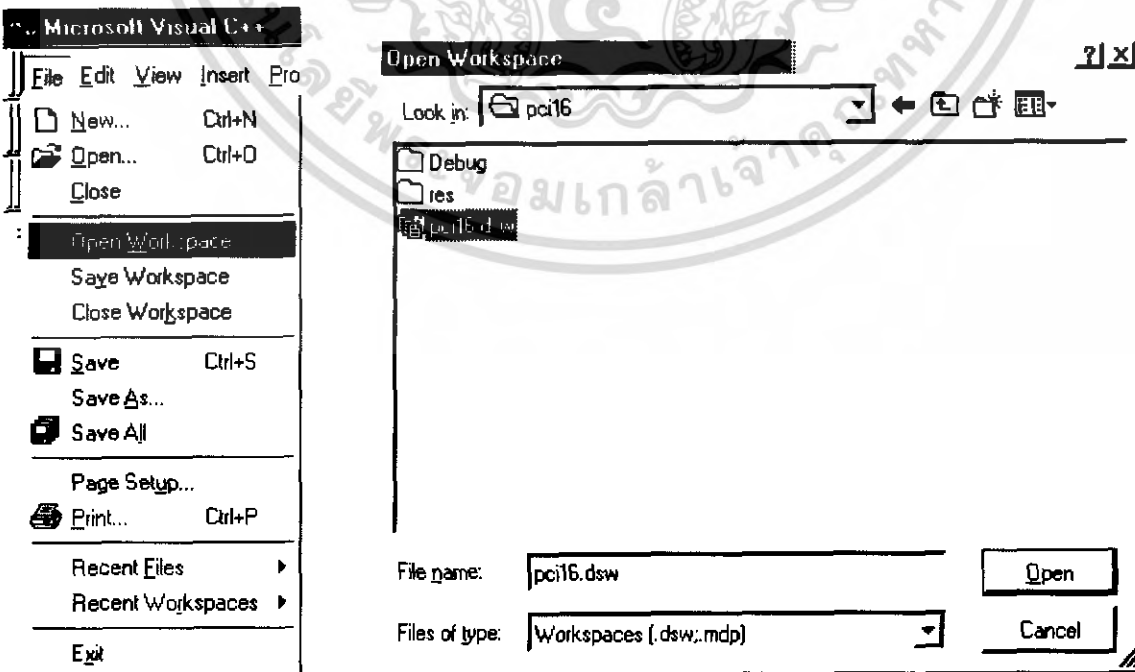 Microsoft Visual C++
File Edit View Insert Pro
New... Ctrl+N
Open... Ctrl+O
Close
Open Workspace
Save Workspace
Close Workspace
Save Ctrl+S
Save As...
Save All
Page Setup...
Print... Ctrl+P
Recent Files
Recent Workspaces
Exit
Open Workspace
Look in: pci16
Debug
res
pci16.dsw
File name: pci16.dsw
Open
Files of type: Workspaces (.dsw;.mdp)
Cancel